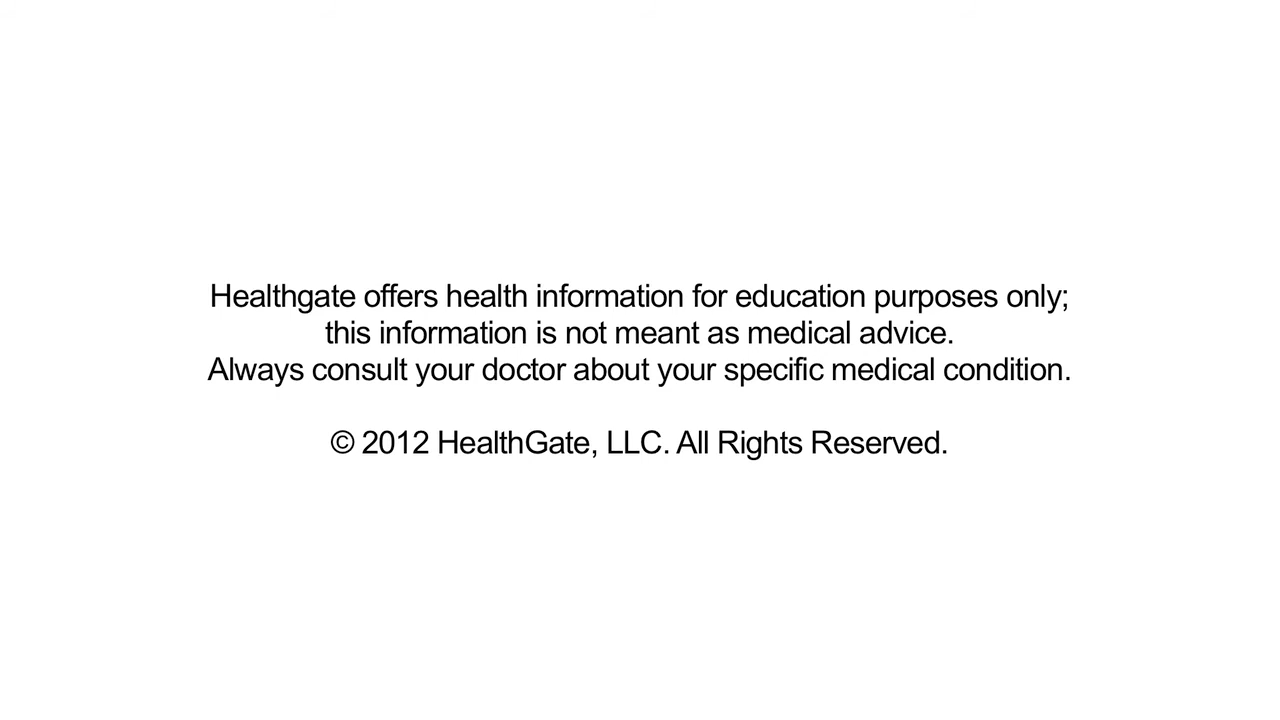 Healthgate offers health information for education purposes only;
this information is not meant as medical advice.
Always consult your doctor about your specific medical condition.
© 2012 HealthGate, LLC. All Rights Reserved.